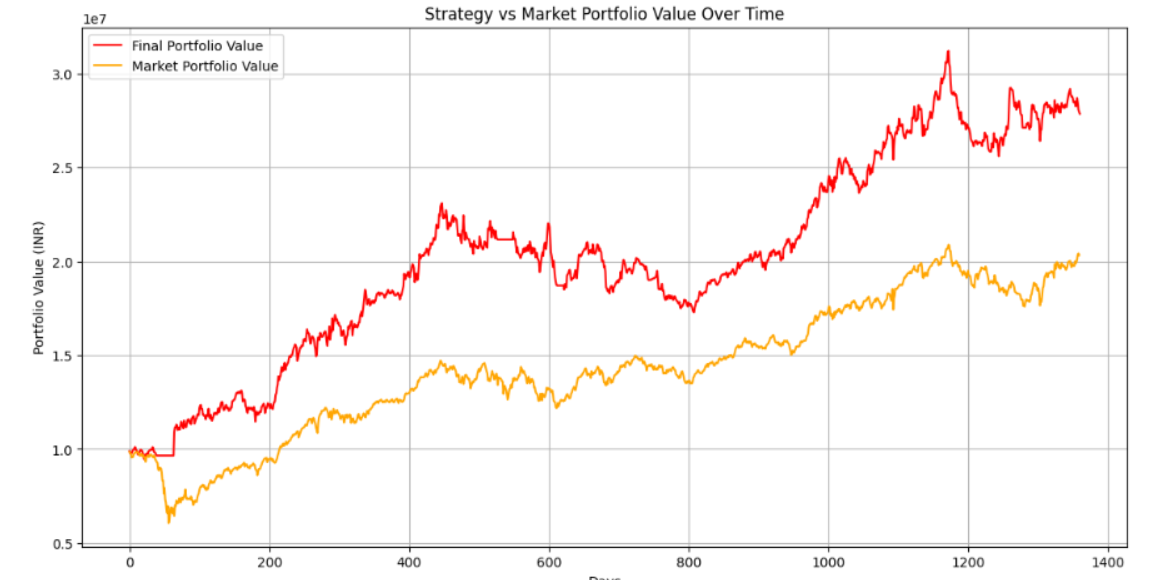 Strategy vs Market Portfolio Value Over Time
1e7
Final Portfolio Value
Market Portfolio Value
3.0
2.5
2.0
1.5
1.0
0.5
Portfolio Value (INR)
0 200 400 600 800 1000 1200 1400
Days